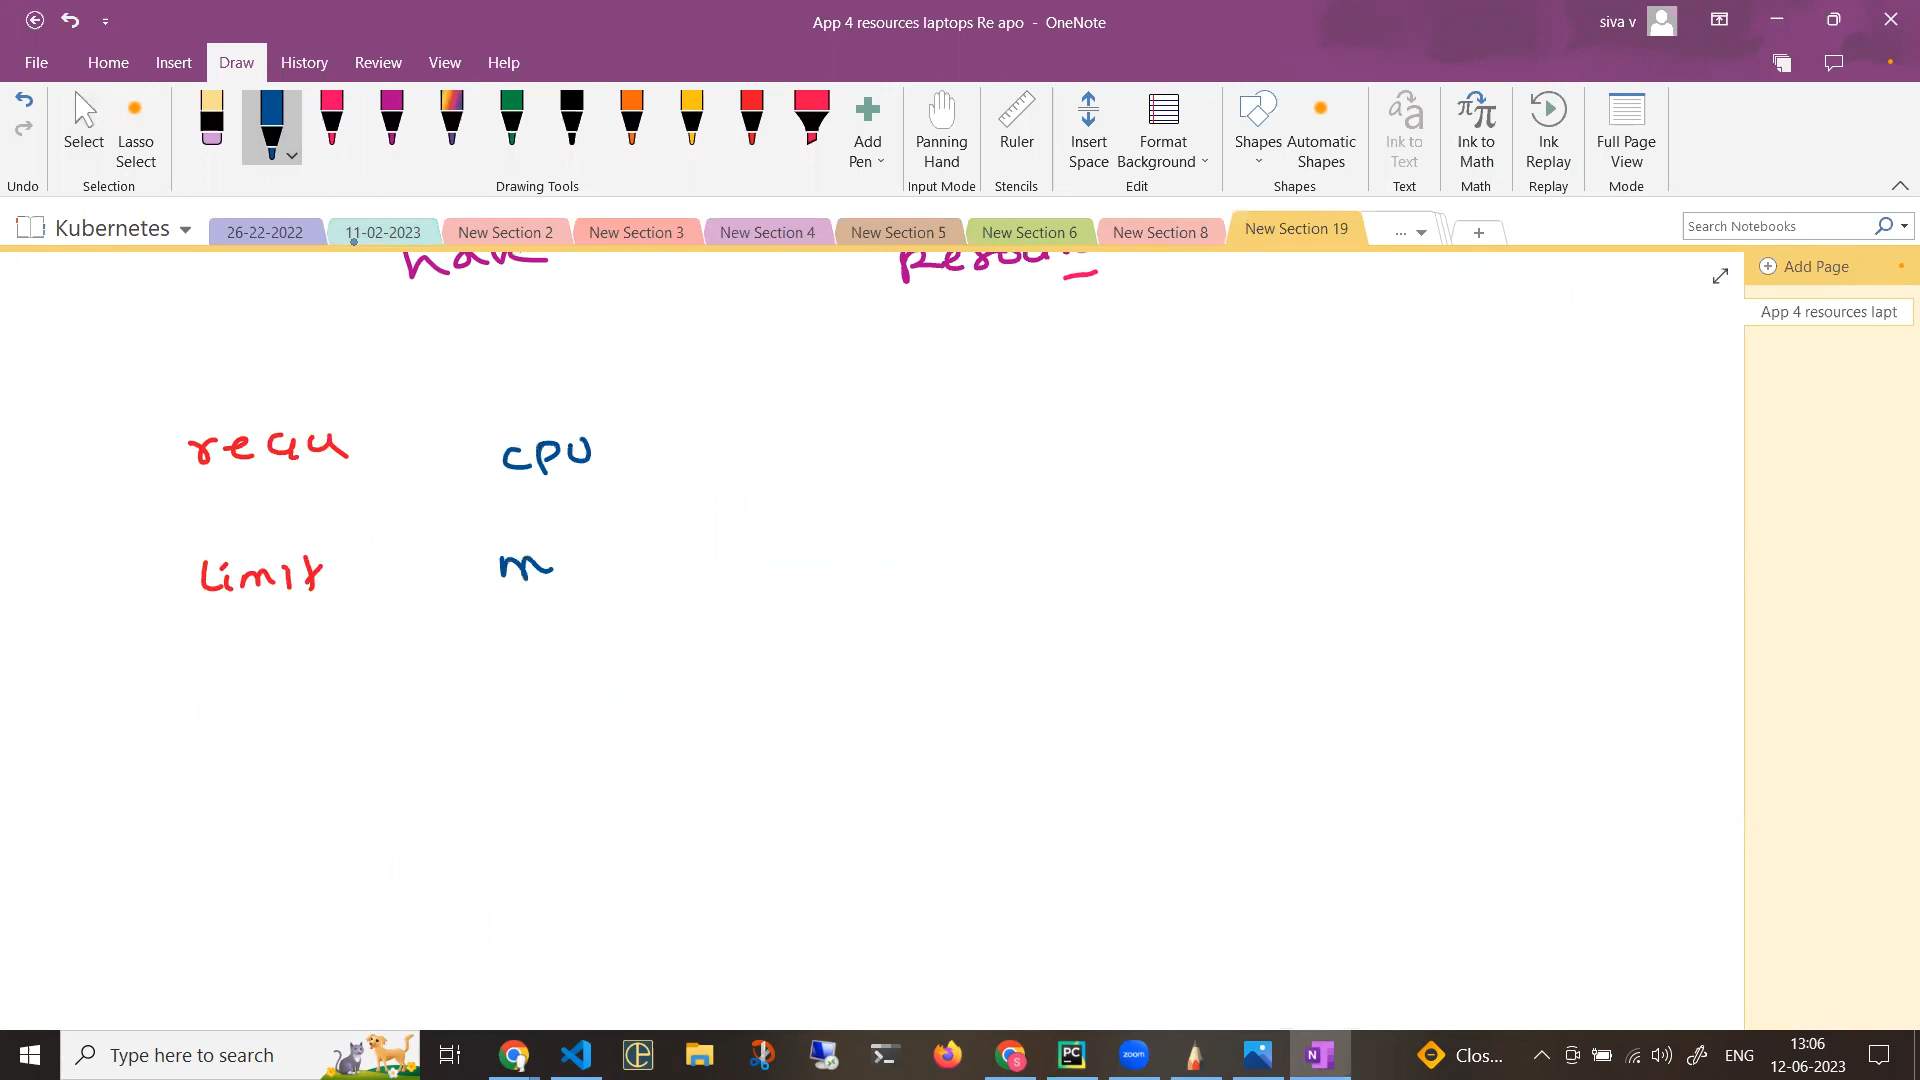 App 4 resources laptops Re apo - OneNote
siva v
File Home Insert Draw History Review View Help
Select Lasso Select
Add Pen
Panning Hand
Ruler
Insert Space
Format Background
Shapes
Automatic Shapes
Ink to Text
Ink to Math
Ink Replay
Full Page View
Undo Selection Drawing Tools Input Mode Stencils Edit Shapes Text Math Replay Mode
Kubernetes 26-22-2022 11-02-2023 New Section 2 New Section 3 New Section 4 New Section 5 New Section 6 New Section 8 New Section 19 ... + Search Notebooks
Add Page
App 4 resources lapt
requ cpu
Limit m
Type here to search
Clos... ENG 13:06
12-06-2023